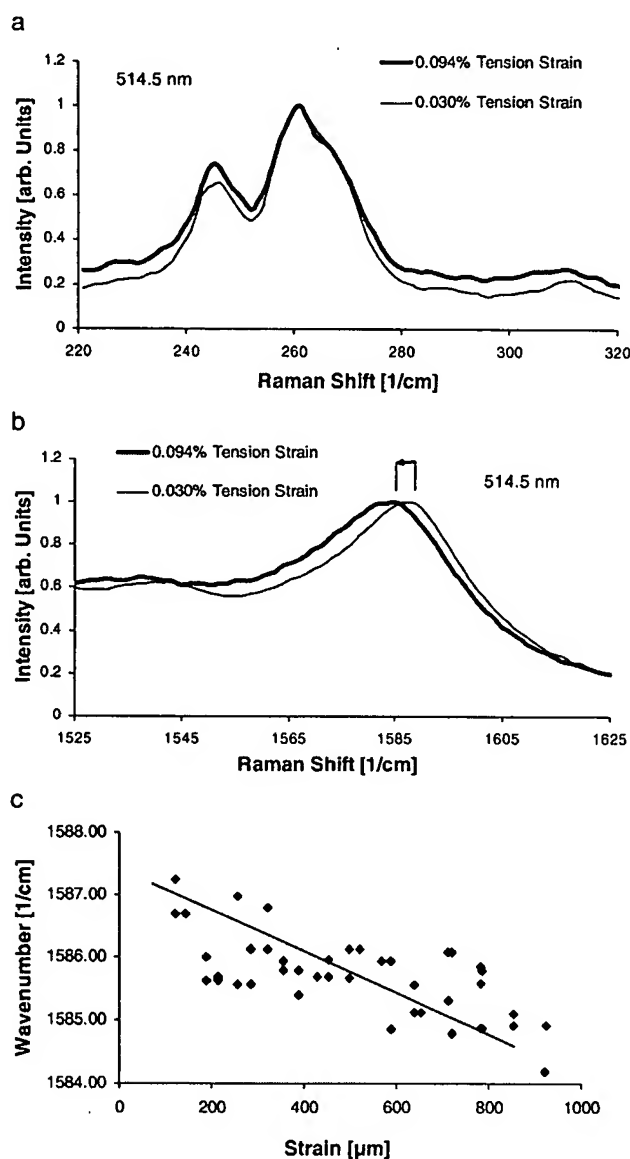 a
1.2
1
0.8
0.6
0.4
0.2
0
Intensity [arb. Units]
514.5 nm
0.094% Tension Strain
0.030% Tension Strain
220
240
260
280
300
320
Raman Shift [1/cm]
b
1.2
1
0.8
0.6
0.4
0.2
0
Intensity [arb. Units]
0.094% Tension Strain
0.030% Tension Strain
514.5 nm
1525
1545
1565
1585
1605
1625
Raman Shift [1/cm]
c
1588.00
1587.00
1586.00
1585.00
1584.00
Wavenumber [1/cm]
0
200
400
600
800
1000
Strain [µm]